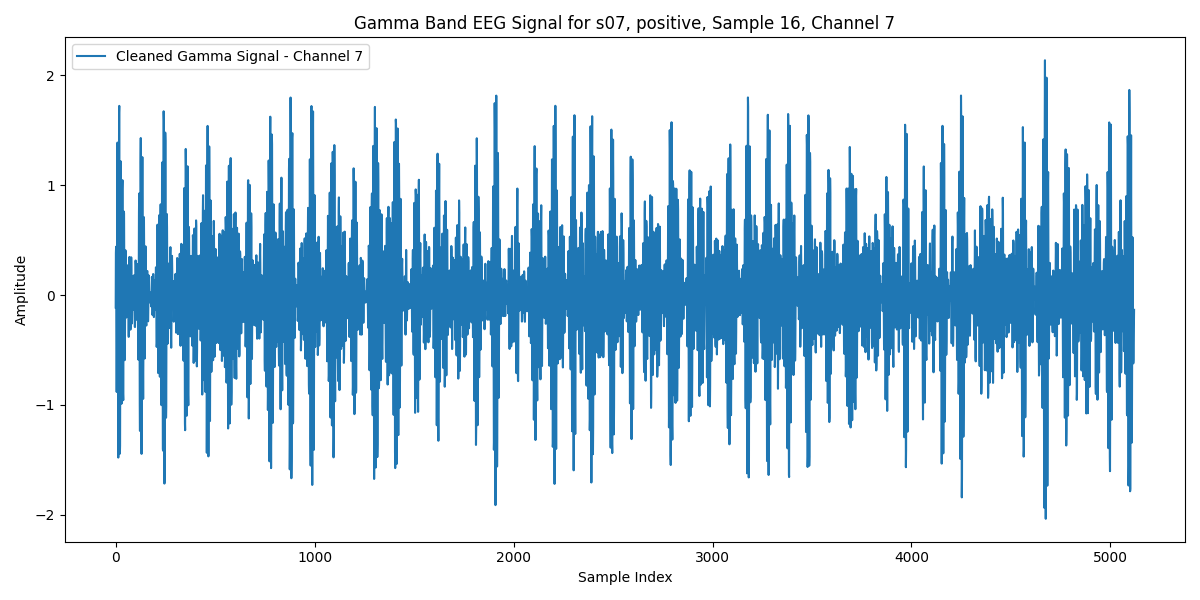 Gamma Band EEG Signal for s07, positive, Sample 16, Channel 7
Cleaned Gamma Signal - Channel 7
Amplitude
2
1
0
−1
−2
0 1000 2000 3000 4000 5000
Sample Index